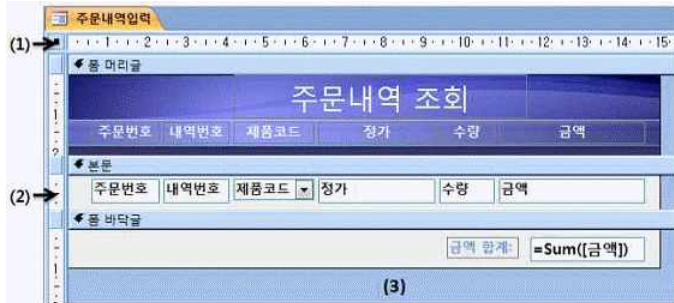 주문내역입력
(1) 1 2 3 4 5 6 7 8 9 10 11 12 13 14 15
폼 머리글
주문내역 조회
주문번호 내역번호 제품코드 정가 수량 금액
본문
(2) 주문번호 내역번호 제품코드 정가 수량 금액
폼 바닥글
금액 합계: =Sum([금액])
(3)